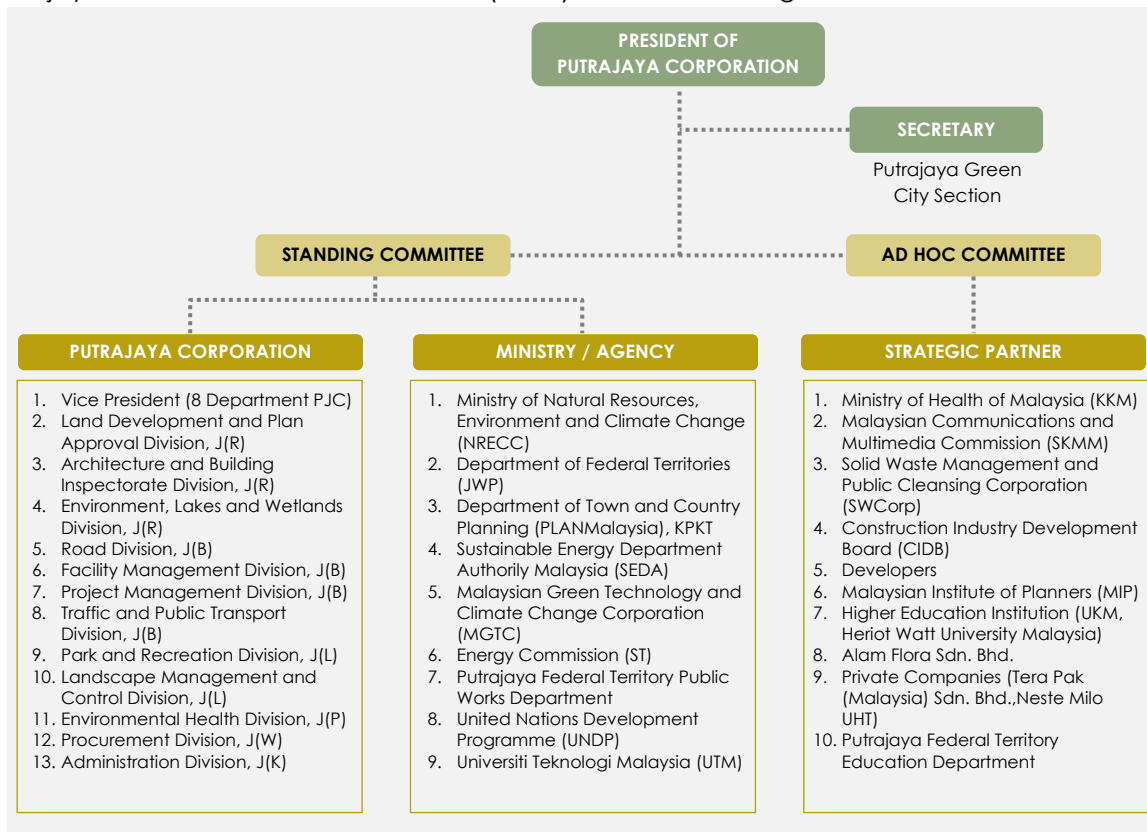 PRESIDENT OF
PUTRAJAYA CORPORATION
SECRETARY
Putrajaya Green
City Section
STANDING COMMITTEE
AD HOC COMMITTEE
PUTRAJAYA CORPORATION
1. Vice President (8 Department PJC)
2. Land Development and Plan
Approval Division, J(R)
3. Architecture and Building
Inspectorate Division, J(R)
4. Environment, Lakes and Wetlands
Division, J(R)
5. Road Division, J(B)
6. Facility Management Division, J(B)
7. Project Management Division, J(B)
8. Traffic and Public Transport
Division, J(B)
9. Park and Recreation Division, J(L)
10. Landscape Management and
Control Division, J(L)
11. Environmental Health Division, J(P)
12. Procurement Division, J(W)
13. Administration Division, J(K)
MINISTRY / AGENCY
1. Ministry of Natural Resources,
Environment and Climate Change
(NRECC)
2. Department of Federal Territories
(JWP)
3. Department of Town and Country
Planning (PLANMalaysia), KPKT
4. Sustainable Energy Department
Authorily Malaysia (SEDA)
5. Malaysian Green Technology and
Climate Change Corporation
(MGTC)
6. Energy Commission (ST)
7. Putrajaya Federal Territory Public
Works Department
8. United Nations Development
Programme (UNDP)
9. Universiti Teknologi Malaysia (UTM)
STRATEGIC PARTNER
1. Ministry of Health of Malaysia (KKM)
2. Malaysian Communications and
Multimedia Commission (SKMM)
3. Solid Waste Management and
Public Cleansing Corporation
(SWCorp)
4. Construction Industry Development
Board (CIDB)
5. Developers
6. Malaysian Institute of Planners (MIP)
7. Higher Education Institution (UKM,
Heriot Watt University Malaysia)
8. Alam Flora Sdn. Bhd.
9. Private Companies (Tera Pak
(Malaysia) Sdn. Bhd.,Neste Milo
UHT)
10. Putrajaya Federal Territory
Education Department